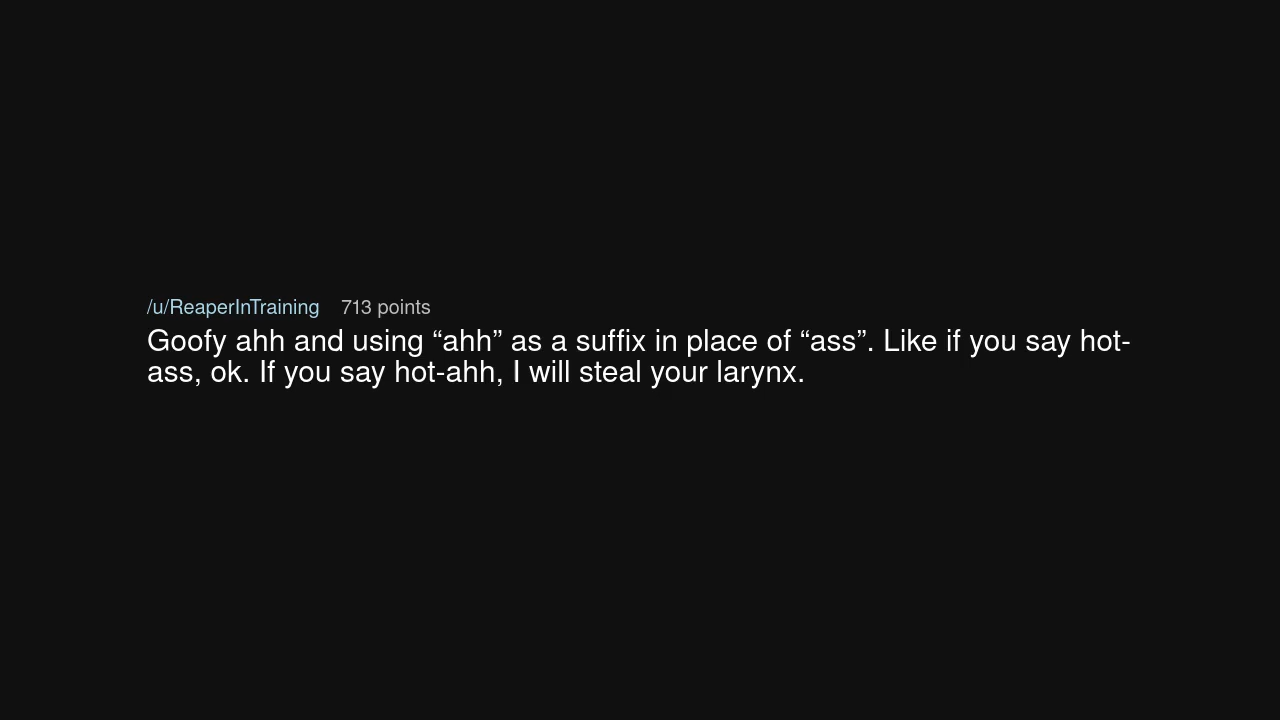 /u/ReaperInTraining 713 points
Goofy ahh and using “ahh” as a suffix in place of “ass”. Like if you say hot-
ass, ok. If you say hot-ahh, I will steal your larynx.